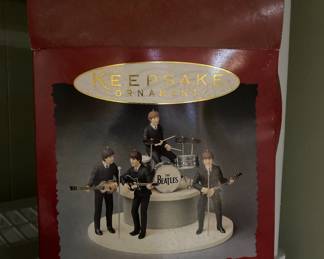 KEEPSAKE
ORNAMENT
THE
BEATLES